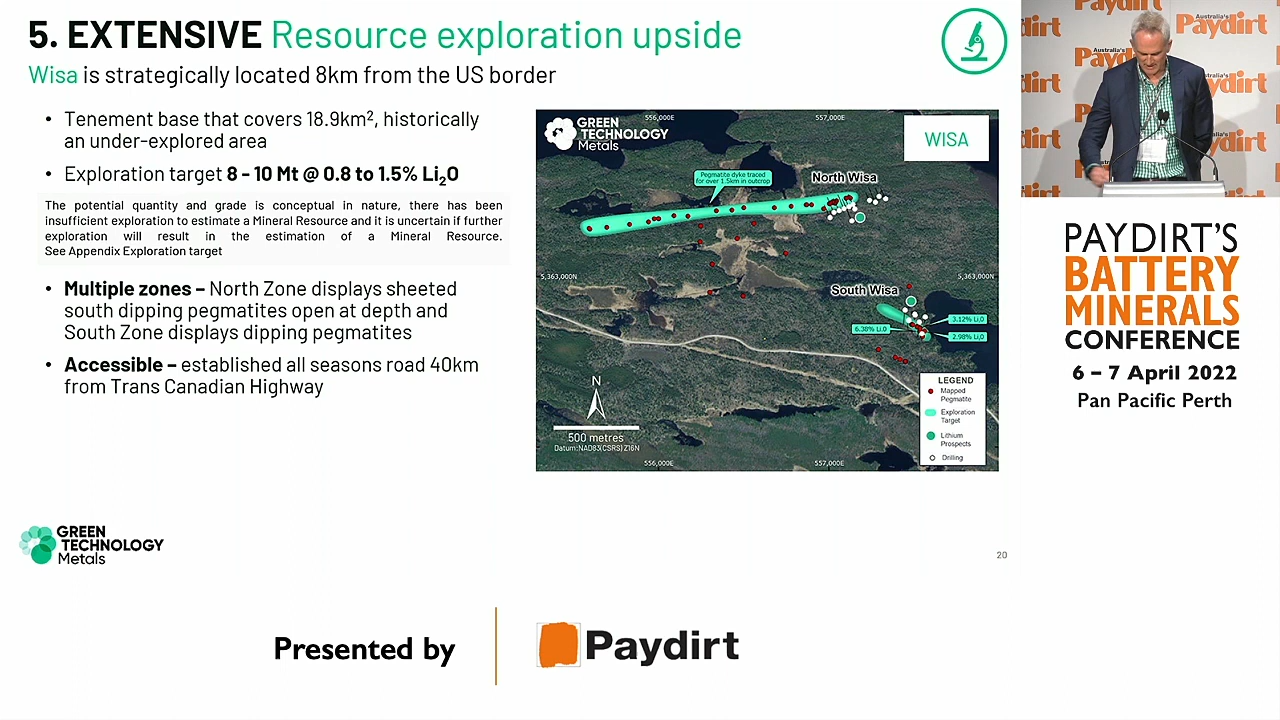 5. EXTENSIVE Resource exploration upside
Wisa is strategically located 8km from the US border
• Tenement base that covers 18.9km², historically
an under-explored area
• Exploration target 8 - 10 Mt @ 0.8 to 1.5% Li₂O
The potential quantity and grade is conceptual in nature, there has been
insufficient exploration to estimate a Mineral Resource and it is uncertain if further
exploration will result in the estimation of a Mineral Resource.
See Appendix Exploration target
• Multiple zones – North Zone displays sheeted
south dipping pegmatites open at depth and
South Zone displays dipping pegmatites
• Accessible – established all seasons road 40km
from Trans Canadian Highway
GREEN
TECHNOLOGY
Metals
556,000E
557,000E
WISA
Pegmatite dyke traced
for over 1.5km in outcrop
North Wisa
5,363,000N
5,363,000N
South Wisa
3.12% Li₂0
6.38% Li₂0
2.98% Li₂0
N
500 metres
Datum:NAD83(CSRS) Z16N
556,000E
557,000E
LEGEND
Mapped
Pegmatite
Exploration
Target
Lithium
Prospects
Drilling
GREEN
TECHNOLOGY
Metals
20
Australia's
Paydirt
Australia's
Paydirt
PAYDIRT'S
BATTERY
MINERALS
CONFERENCE
6 – 7 April 2022
Pan Pacific Perth
Presented by
Paydirt